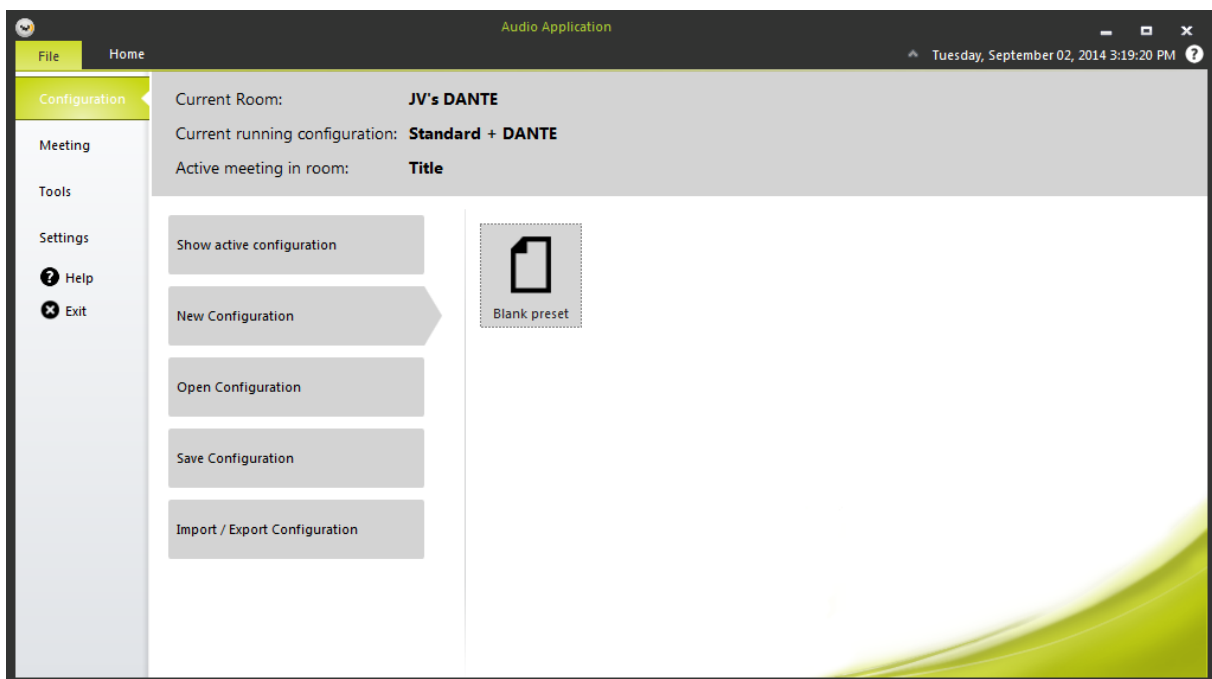 Audio Application
File Home Tuesday, September 02, 2014 3:19:20 PM ?
Configuration
Meeting
Tools
Settings
? Help
Exit
Current Room: JV's DANTE
Current running configuration: Standard + DANTE
Active meeting in room: Title
Show active configuration
New Configuration
Open Configuration
Save Configuration
Import / Export Configuration
Blank preset